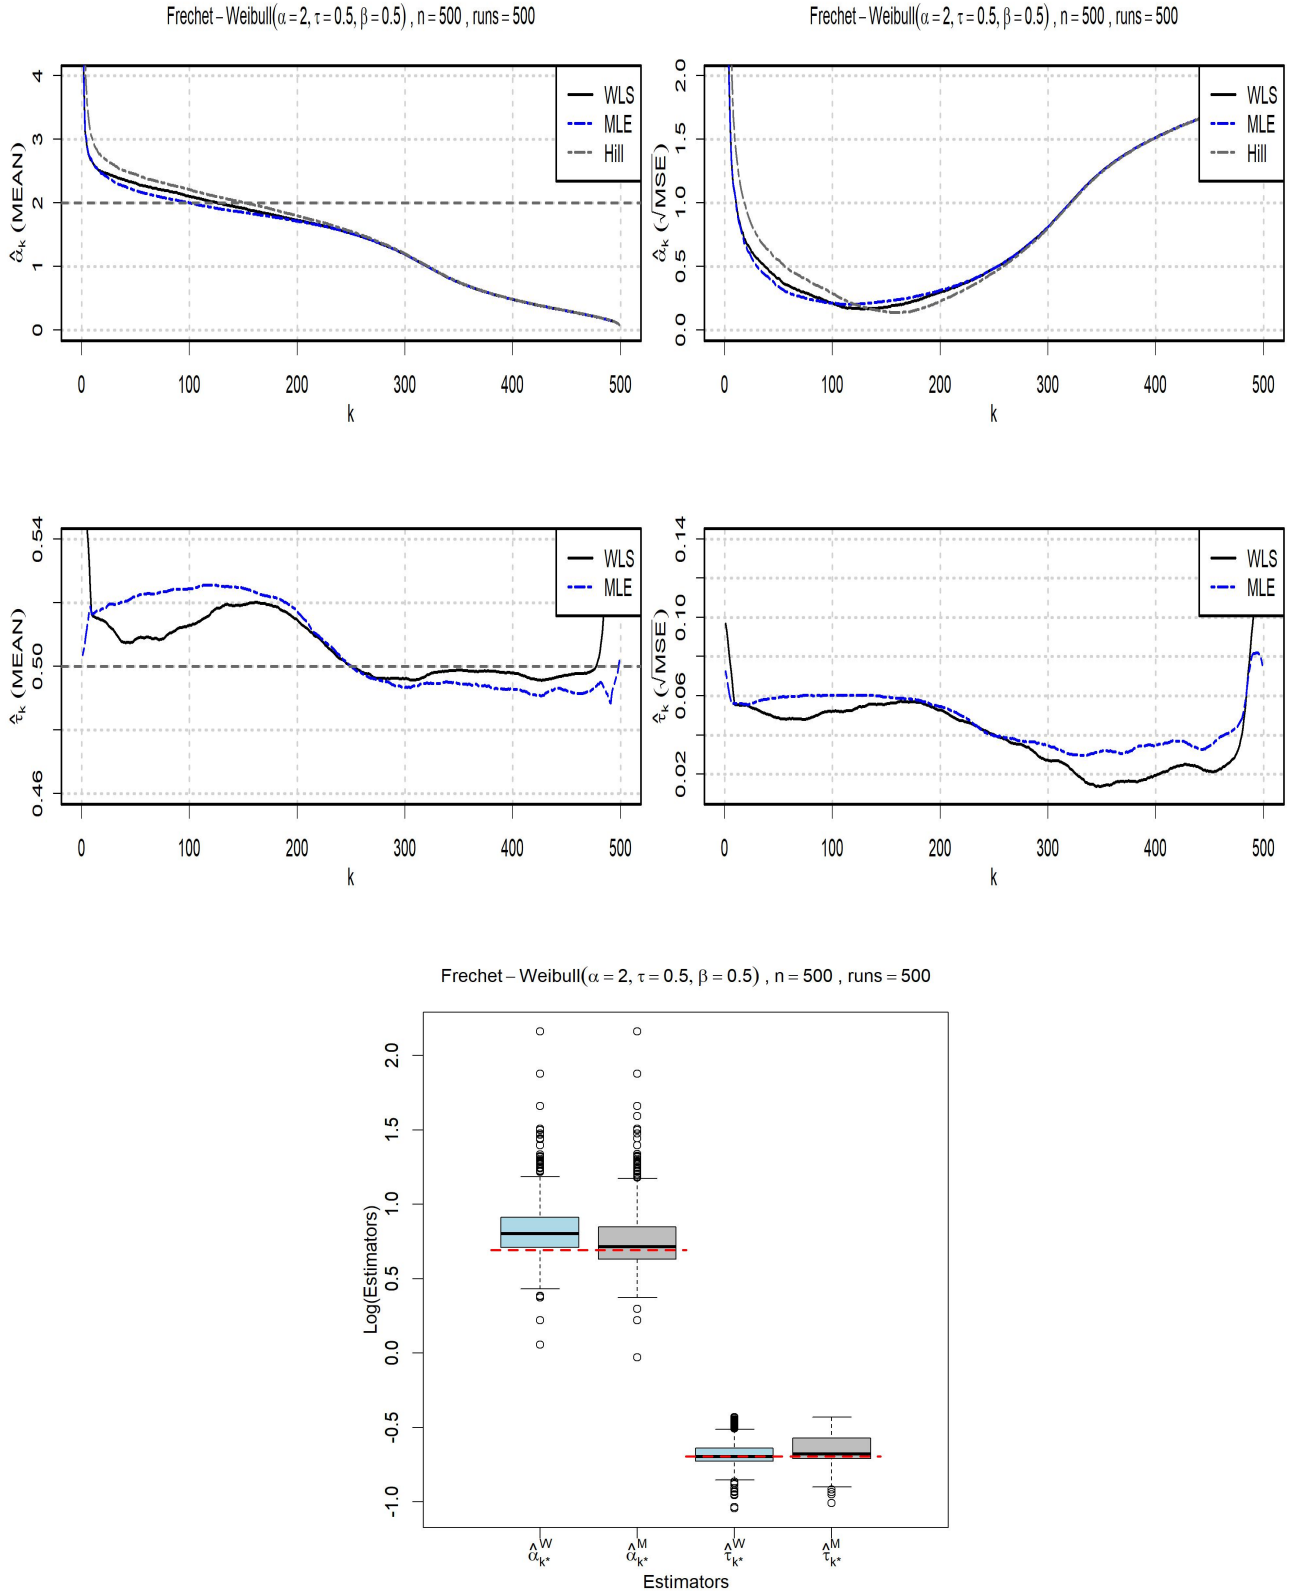 Frechet – Weibull(α = 2, τ = 0.5, β = 0.5) , n = 500 , runs = 500
α̂k (MEAN)
0 1 2 3 4
WLS
MLE
Hill
0 100 200 300 400 500
k
Frechet – Weibull(α = 2, τ = 0.5, β = 0.5) , n = 500 , runs = 500
α̂k (√MSE)
0.0 0.5 1.0 1.5 2.0
WLS
MLE
Hill
0 100 200 300 400 500
k
τ̂k (MEAN)
0.46 0.50 0.54
WLS
MLE
0 100 200 300 400 500
k
τ̂k (√MSE)
0.02 0.06 0.10 0.14
WLS
MLE
0 100 200 300 400 500
k
Frechet – Weibull(α = 2, τ = 0.5, β = 0.5) , n = 500 , runs = 500
Log(Estimators)
-1.0 -0.5 0.0 0.5 1.0 1.5 2.0
α̂Wk* α̂Mk* τ̂Wk* τ̂Mk*
Estimators